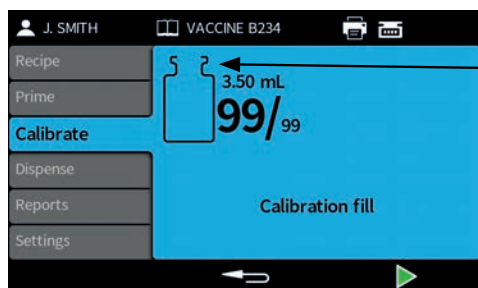 J. SMITH VACCINE B234
Recipe
Prime
Calibrate
Dispense
Reports
Settings
3.50 mL
99/99
Calibration fill